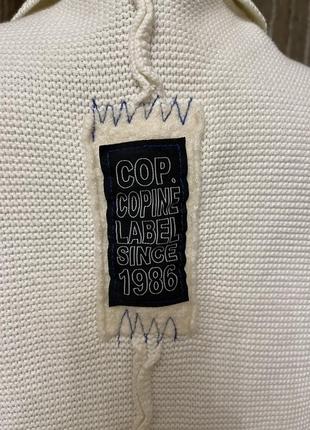 COP.
COPINE
LABEL
SINCE
1986